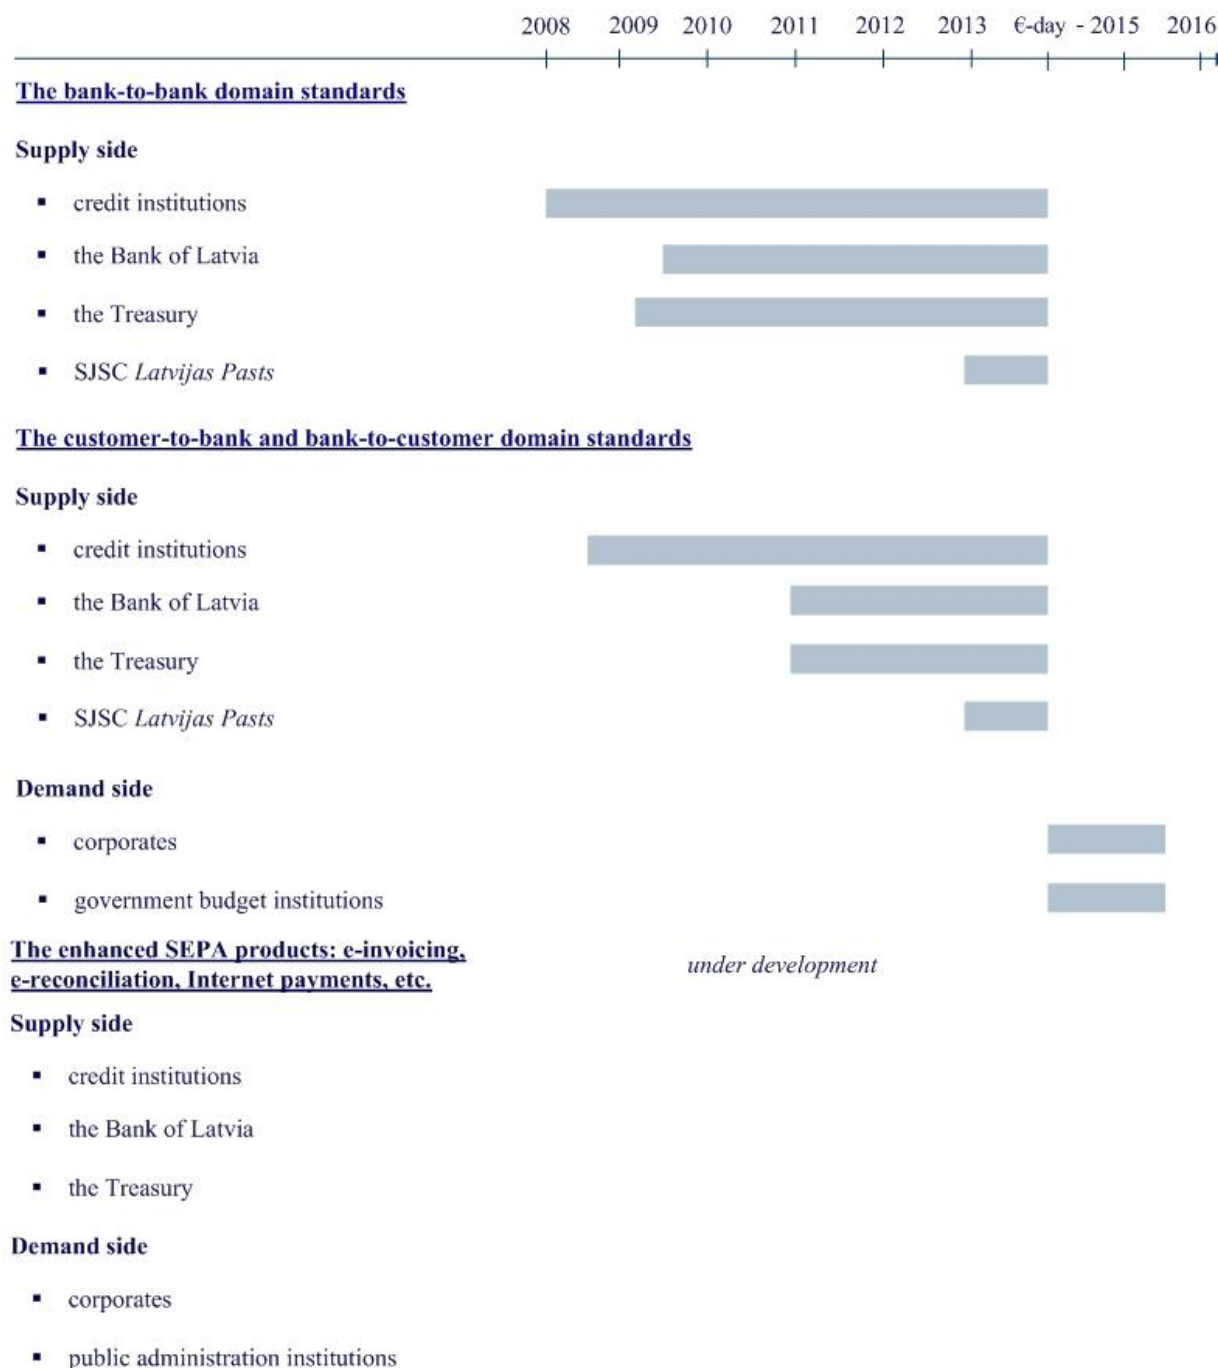 2008 2009 2010 2011 2012 2013 €-day - 2015 2016
The bank-to-bank domain standards
Supply side
▪ credit institutions
▪ the Bank of Latvia
▪ the Treasury
▪ SJSC Latvijas Pasts
The customer-to-bank and bank-to-customer domain standards
Supply side
▪ credit institutions
▪ the Bank of Latvia
▪ the Treasury
▪ SJSC Latvijas Pasts
Demand side
▪ corporates
▪ government budget institutions
The enhanced SEPA products: e-invoicing,
e-reconciliation, Internet payments, etc.
under development
Supply side
▪ credit institutions
▪ the Bank of Latvia
▪ the Treasury
Demand side
▪ corporates
▪ public administration institutions